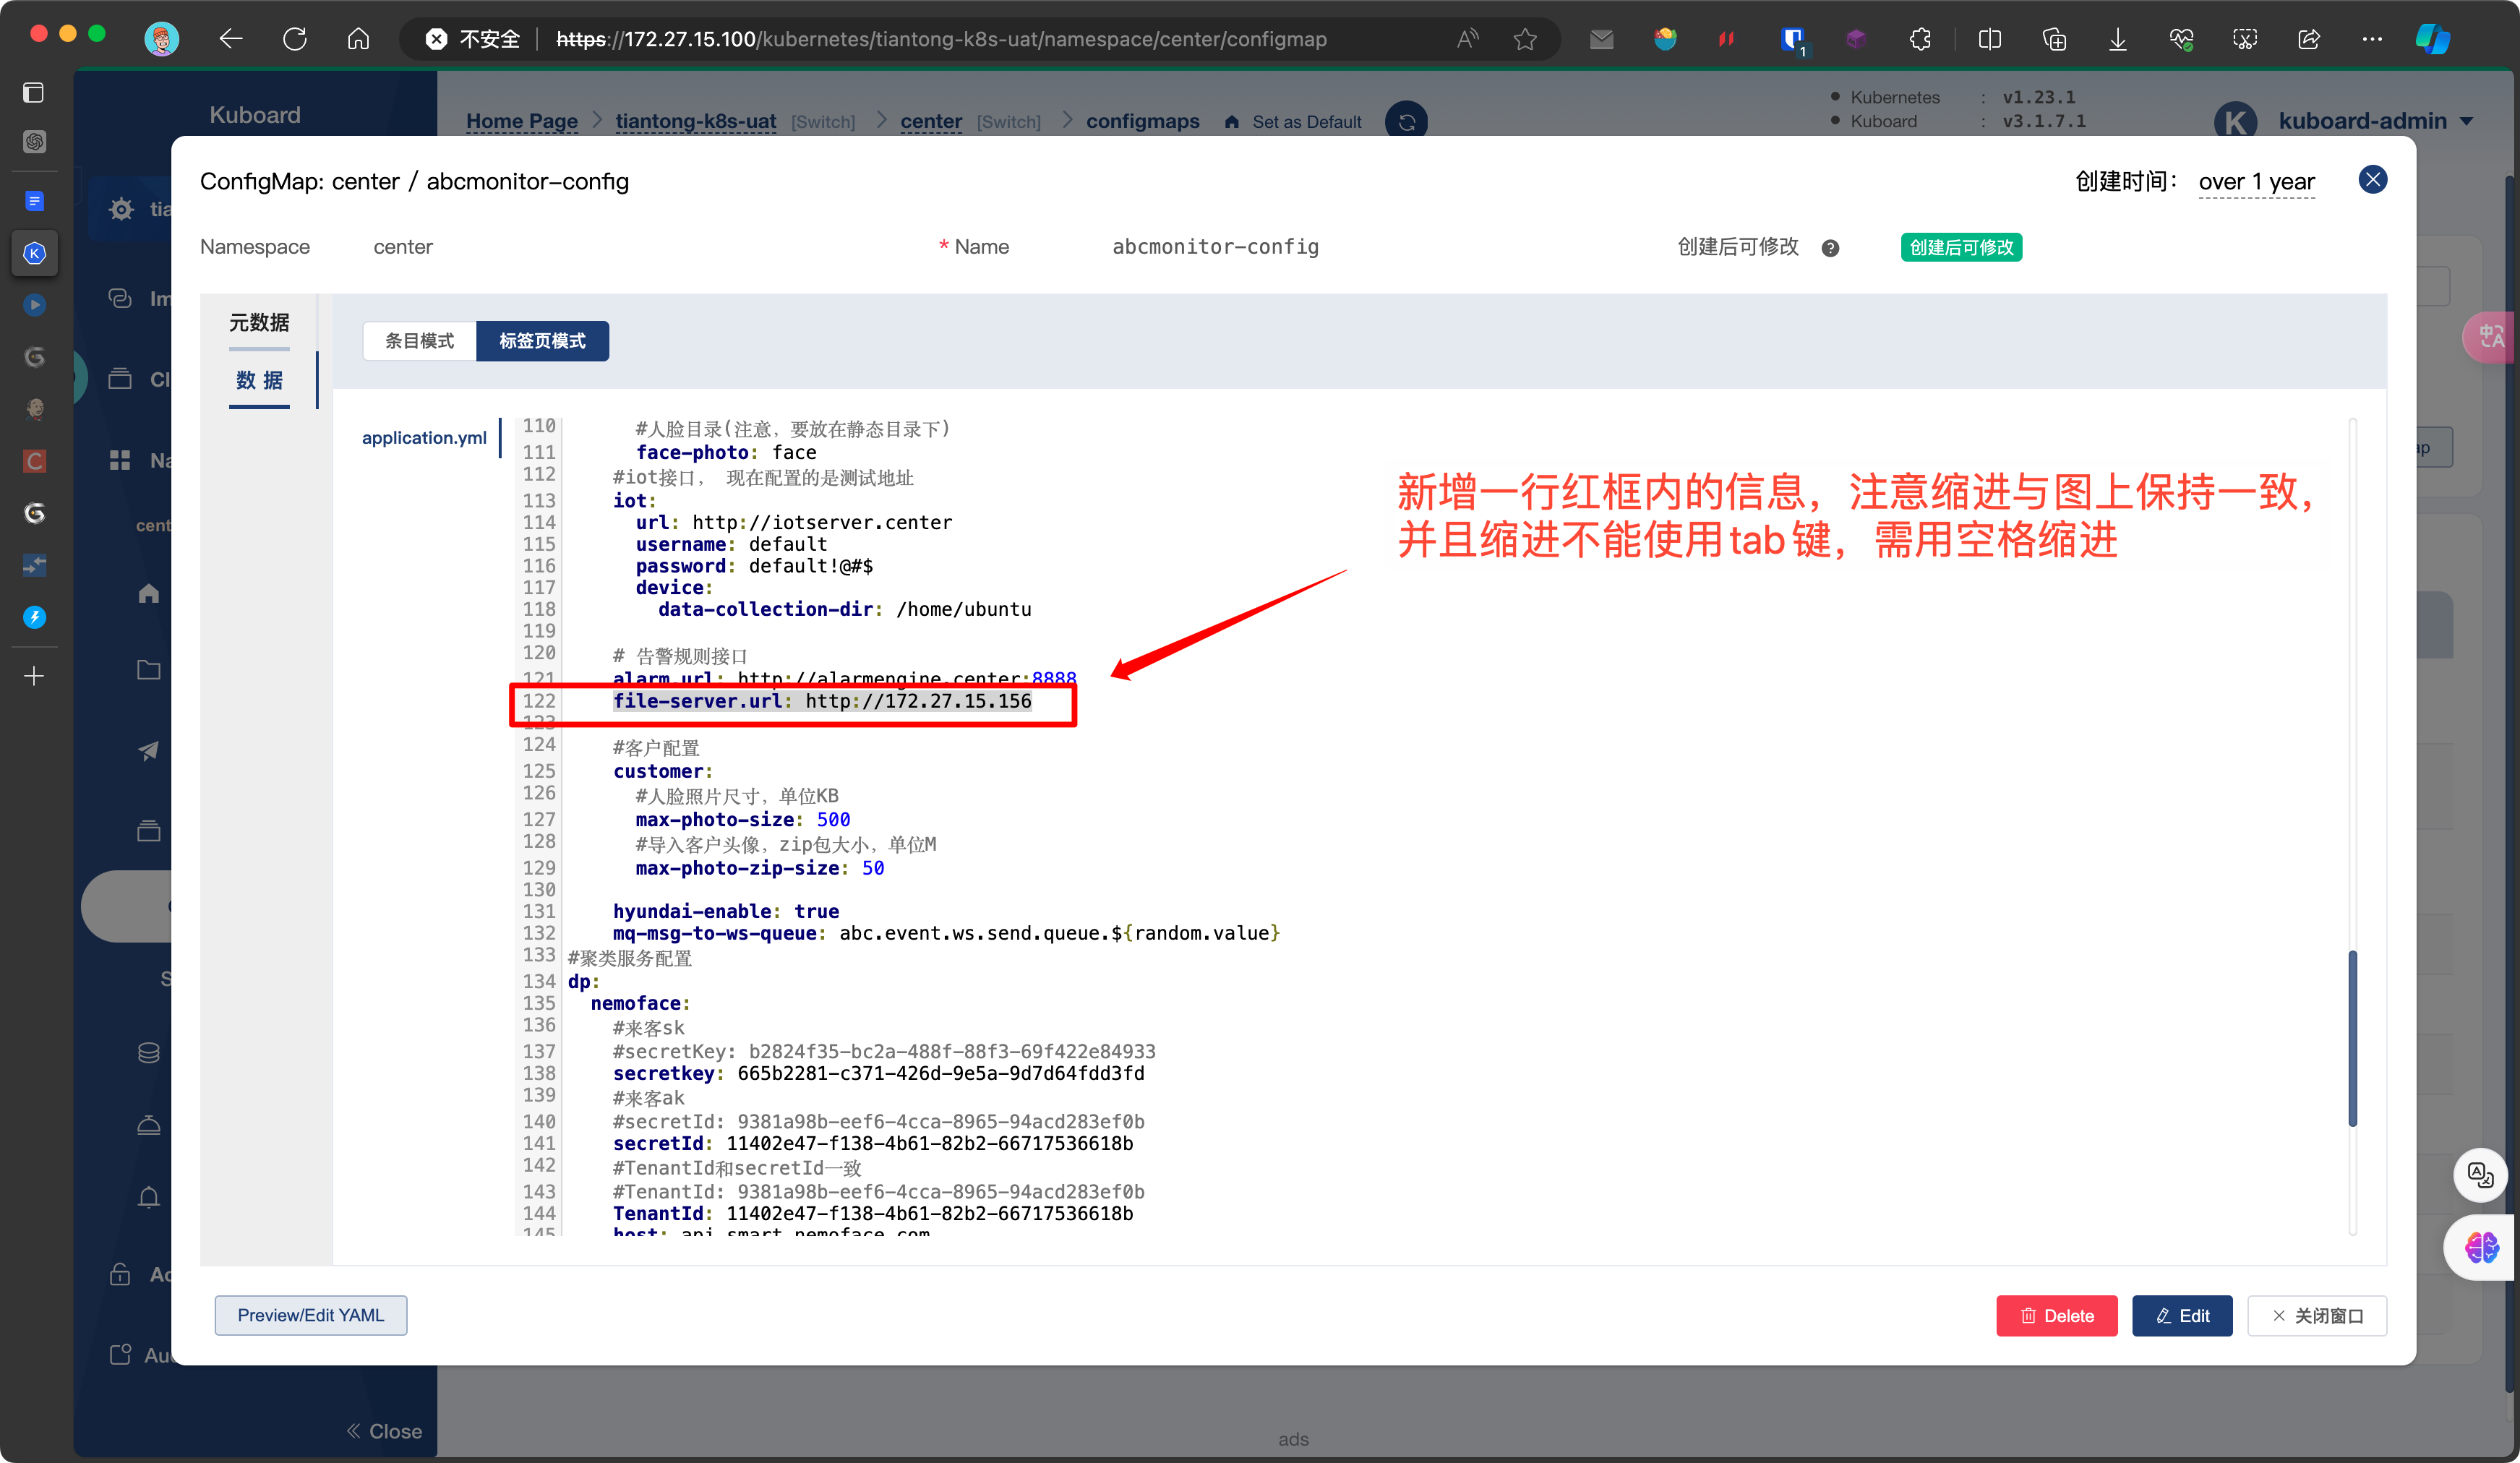 不安全
https://172.27.15.100/kubernetes/tiantong-k8s-uat/namespace/center/configmap
1
Kuboard
Home Page > tiantong-k8s-uat [Switch] > center [Switch] > configmaps Set as Default
Kubernetes : v1.23.1
Kuboard : v3.1.7.1
K kuboard-admin
ConfigMap: center / abcmonitor-config
创建时间： over 1 year
Namespace center * Name abcmonitor-config 创建后可修改 ? 创建后可修改
元数据
数 据
条目模式 标签页模式
application.yml
110 #人脸目录(注意，要放在静态目录下)
111 face-photo: face
112 #iot接口， 现在配置的是测试地址
113 iot:
114 url: http://iotserver.center
115 username: default
116 password: default!@#$
117 device:
118 data-collection-dir: /home/ubuntu
119
120 # 告警规则接口
121 alarm.url: http://alarmengine.center:8888
122 file-server.url: http://172.27.15.156
123
124 #客户配置
125 customer:
126 #人脸照片尺寸，单位KB
127 max-photo-size: 500
128 #导入客户头像，zip包大小，单位M
129 max-photo-zip-size: 50
130
131 hyundai-enable: true
132 mq-msg-to-ws-queue: abc.event.ws.send.queue.${random.value}
133 #聚类服务配置
134 dp:
135 nemoface:
136 #来客sk
137 #secretKey: b2824f35-bc2a-488f-88f3-69f422e84933
138 secretkey: 665b2281-c371-426d-9e5a-9d7d64fdd3fd
139 #来客ak
140 #secretId: 9381a98b-eef6-4cca-8965-94acd283ef0b
141 secretId: 11402e47-f138-4b61-82b2-66717536618b
142 #TenantId和secretId一致
143 #TenantId: 9381a98b-eef6-4cca-8965-94acd283ef0b
144 TenantId: 11402e47-f138-4b61-82b2-66717536618b
145 host: api.smart.nemoface.com
新增一行红框内的信息，注意缩进与图上保持一致，
并且缩进不能使用tab键，需用空格缩进
Preview/Edit YAML
Delete
Edit
关闭窗口
« Close
ads